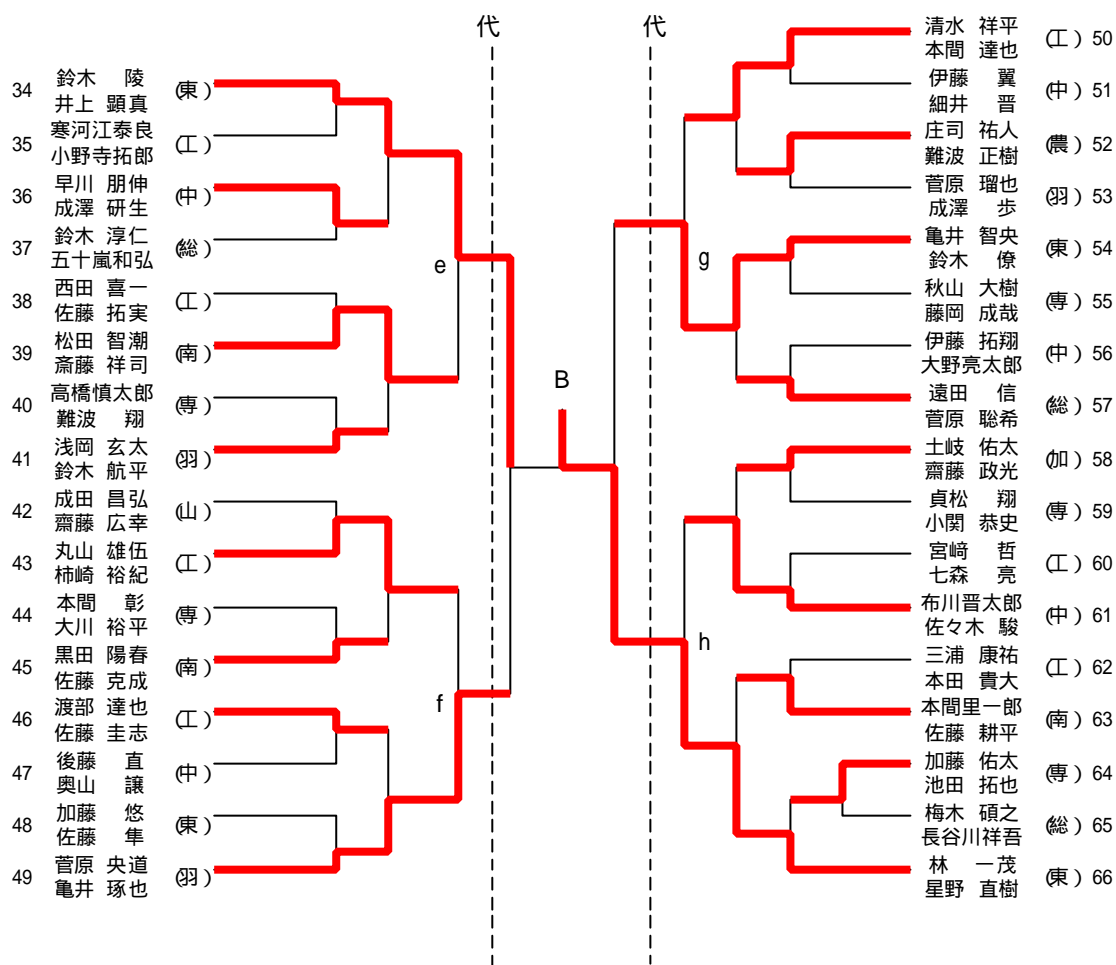 代 代
34 鈴木 陵 (東)
井上 顕真
35 寒河江泰良 (工)
小野寺拓郎
36 早川 朋伸 (中)
成澤 研生
37 鈴木 淳仁 (総)
五十嵐和弘
38 西田 喜一 (工)
佐藤 拓実
39 松田 智潮 (南)
斎藤 祥司
40 高橋慎太郎 (専)
難波 翔
41 浅岡 玄太 (羽)
鈴木 航平
42 成田 昌弘 (山)
齋藤 広幸
43 丸山 雄伍 (工)
柿崎 裕紀
44 本間 彰 (専)
大川 裕平
45 黒田 陽春 (南)
佐藤 克成
46 渡部 達也 (工)
佐藤 圭志
47 後藤 直 (中)
奥山 譲
48 加藤 悠 (東)
佐藤 隼
49 菅原 央道 (羽)
亀井 琢也
e
f
B
g
h
清水 祥平 (工) 50
本間 達也
伊藤 翼 (中) 51
細井 晋
庄司 祐人 (農) 52
難波 正樹
菅原 瑠也 (羽) 53
成澤 歩
亀井 智央 (東) 54
鈴木 僚
秋山 大樹 (専) 55
藤岡 成哉
伊藤 拓翔 (中) 56
大野亮太郎
遠田 信 (総) 57
菅原 聡希
土岐 佑太 (加) 58
齋藤 政光
貞松 翔 (専) 59
小関 恭史
宮﨑 哲 (工) 60
七森 亮
布川晋太郎 (中) 61
佐々木 駿
三浦 康祐 (工) 62
本田 貴大
本間里一郎 (南) 63
佐藤 耕平
加藤 佑太 (専) 64
池田 拓也
梅木 碩之 (総) 65
長谷川祥吾
林 一茂 (東) 66
星野 直樹